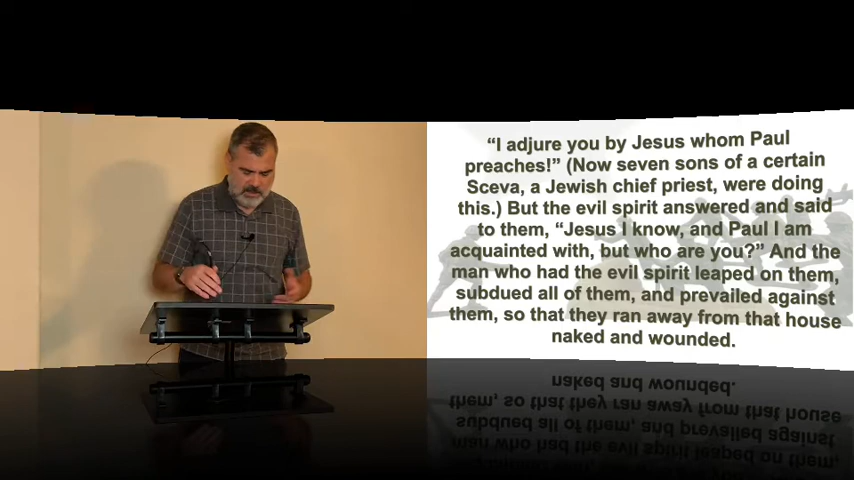 “I adjure you by Jesus whom Paul
preaches!” (Now seven sons of a certain
Sceva, a Jewish chief priest, were doing
this.) But the evil spirit answered and said
to them, “Jesus I know, and Paul I am
acquainted with, but who are you?” And the
man who had the evil spirit leaped on them,
subdued all of them, and prevailed against
them, so that they ran away from that house
naked and wounded.